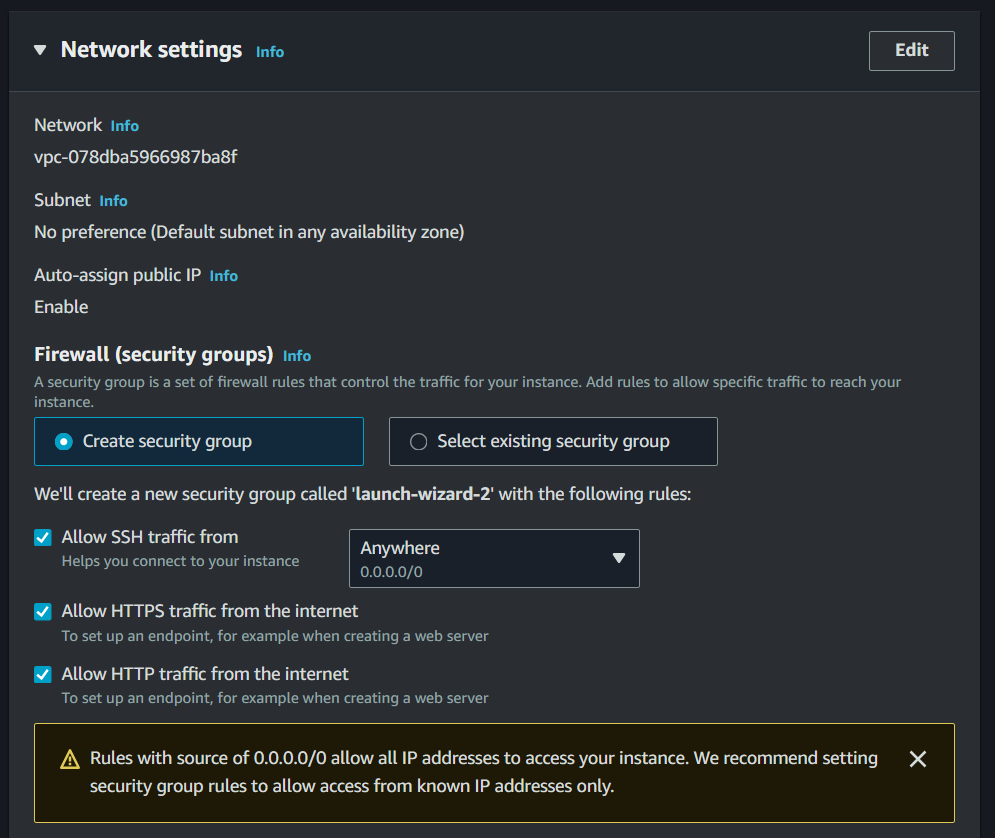 Network settings Info
Edit
Network Info
vpc-078dba5966987ba8f
Subnet Info
No preference (Default subnet in any availability zone)
Auto-assign public IP Info
Enable
Firewall (security groups) Info
A security group is a set of firewall rules that control the traffic for your instance. Add rules to allow specific traffic to reach your
instance.
Create security group
Select existing security group
We'll create a new security group called 'launch-wizard-2' with the following rules:
Allow SSH traffic from
Helps you connect to your instance
Anywhere
0.0.0.0/0
Allow HTTPS traffic from the internet
To set up an endpoint, for example when creating a web server
Allow HTTP traffic from the internet
To set up an endpoint, for example when creating a web server
Rules with source of 0.0.0.0/0 allow all IP addresses to access your instance. We recommend setting
security group rules to allow access from known IP addresses only.